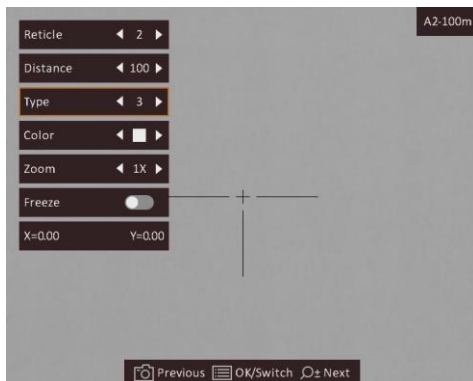 A2-100m
Reticle 2
Distance 100
Type 3
Color
Zoom 1X
Freeze
X=0.00 Y=0.00
Previous OK/Switch Next